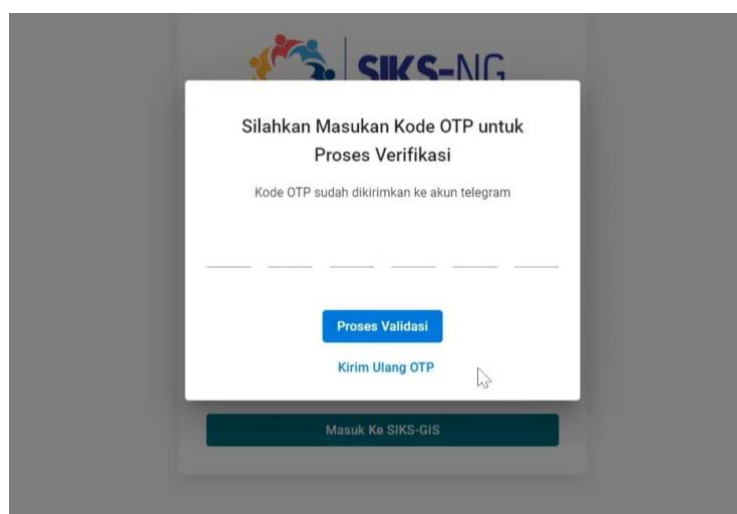 SIKS-NG
Silahkan Masukan Kode OTP untuk
Proses Verifikasi
Kode OTP sudah dikirimkan ke akun telegram
Proses Validasi
Kirim Ulang OTP
Masuk Ke SIKS-GIS